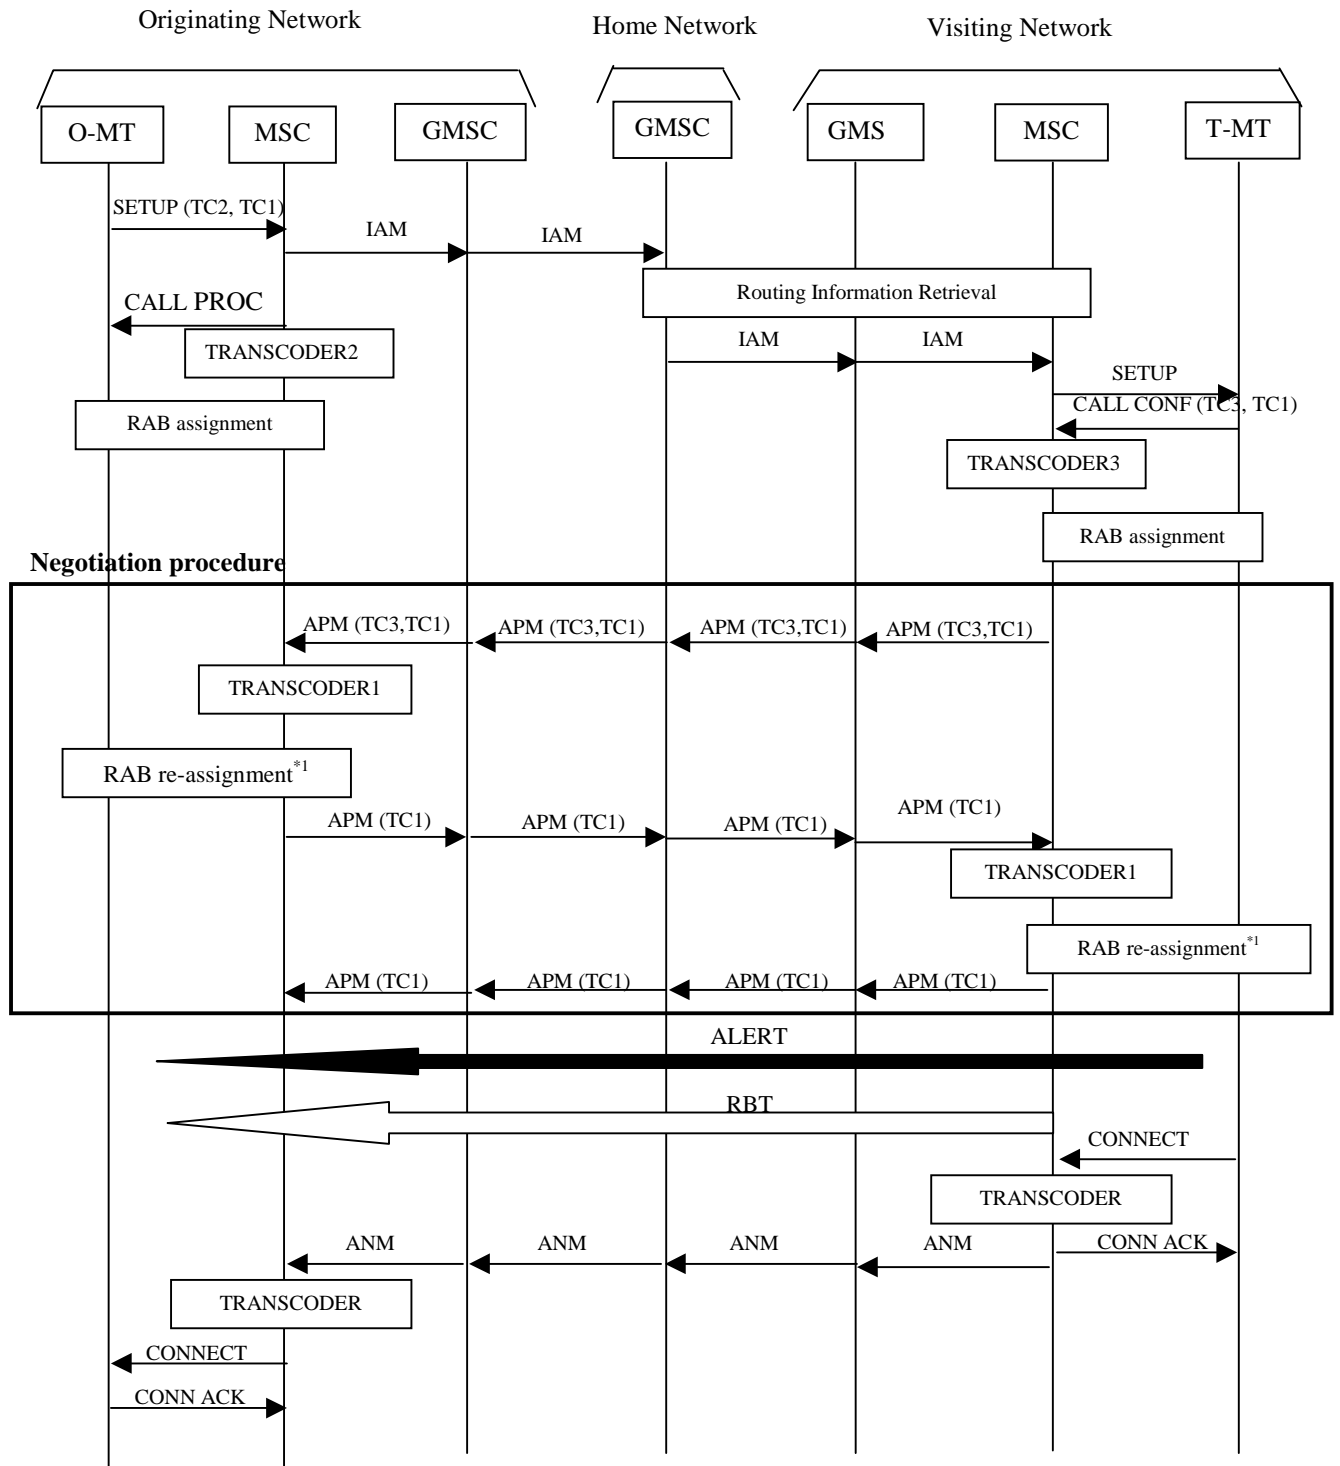 Originating Network
Home Network
Visiting Network
O-MT
MSC
GMSC
GMSC
GMS
MSC
T-MT
SETUP (TC2, TC1)
IAM
IAM
Routing Information Retrieval
CALL PROC
TRANSCODER2
IAM
IAM
SETUP
CALL CONF (TC3, TC1)
RAB assignment
TRANSCODER3
RAB assignment
Negotiation procedure
APM (TC3,TC1)
APM (TC3,TC1)
APM (TC3,TC1)
APM (TC3,TC1)
TRANSCODER1
RAB re-assignment*1
APM (TC1)
APM (TC1)
APM (TC1)
APM (TC1)
TRANSCODER1
RAB re-assignment*1
APM (TC1)
APM (TC1)
APM (TC1)
APM (TC1)
ALERT
RBT
CONNECT
TRANSCODER
ANM
ANM
ANM
ANM
CONN ACK
TRANSCODER
CONNECT
CONN ACK